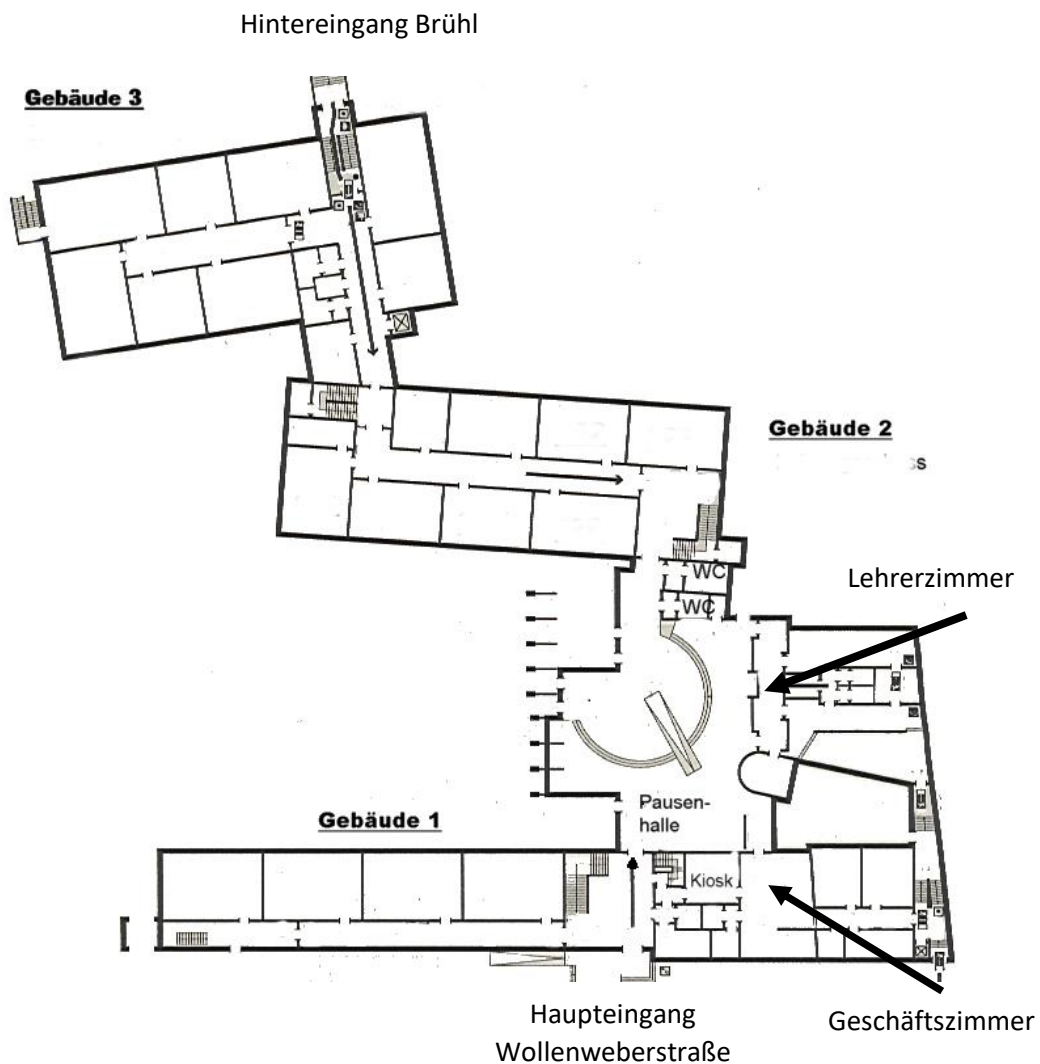 Hintereingang Brühl
Gebäude 3
Gebäude 2
s
WC
Lehrerzimmer
WC
Pausen-
halle
Gebäude 1
Kiosk
Haupteingang
Wollenweberstraße
Geschäftszimmer